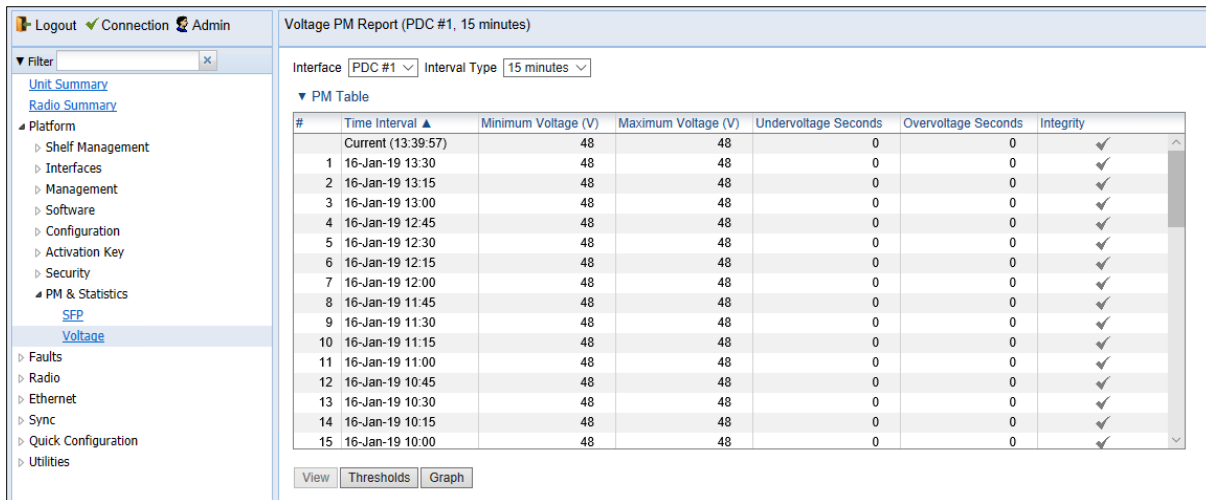 Logout Connection Admin
Filter
Unit Summary
Radio Summary
Platform
Shelf Management
Interfaces
Management
Software
Configuration
Activation Key
Security
PM & Statistics
SFP
Voltage
Faults
Radio
Ethernet
Sync
Quick Configuration
Utilities
Voltage PM Report (PDC #1, 15 minutes)
Interface PDC #1 Interval Type 15 minutes
PM Table
# Time Interval ▲ Minimum Voltage (V) Maximum Voltage (V) Undervoltage Seconds Overvoltage Seconds Integrity
Current (13:39:57) 48 48 0 0
1 16-Jan-19 13:30 48 48 0 0
2 16-Jan-19 13:15 48 48 0 0
3 16-Jan-19 13:00 48 48 0 0
4 16-Jan-19 12:45 48 48 0 0
5 16-Jan-19 12:30 48 48 0 0
6 16-Jan-19 12:15 48 48 0 0
7 16-Jan-19 12:00 48 48 0 0
8 16-Jan-19 11:45 48 48 0 0
9 16-Jan-19 11:30 48 48 0 0
10 16-Jan-19 11:15 48 48 0 0
11 16-Jan-19 11:00 48 48 0 0
12 16-Jan-19 10:45 48 48 0 0
13 16-Jan-19 10:30 48 48 0 0
14 16-Jan-19 10:15 48 48 0 0
15 16-Jan-19 10:00 48 48 0 0
View Thresholds Graph